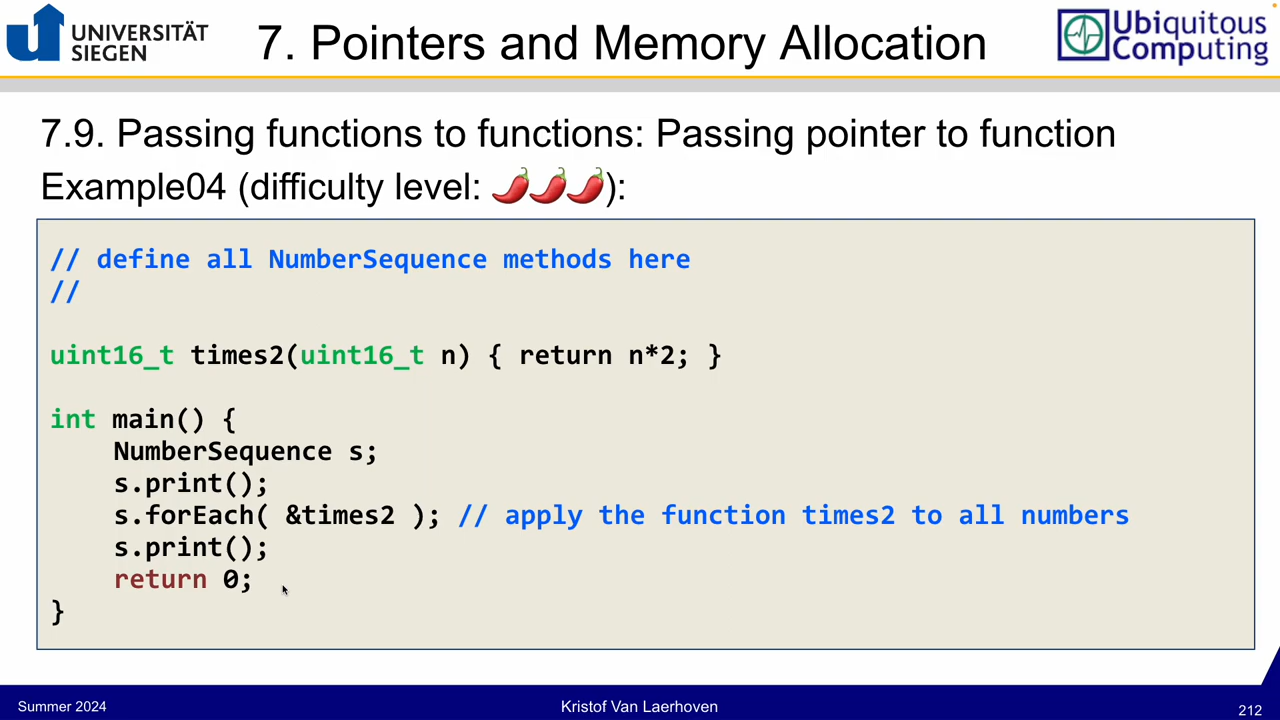 UNIVERSITÄT
SIEGEN
7. Pointers and Memory Allocation
Ubiquitous
Computing
7.9. Passing functions to functions: Passing pointer to function
Example04 (difficulty level: 🌶️🌶️🌶️):
// define all NumberSequence methods here
//
uint16_t times2(uint16_t n) { return n*2; }
int main() {
    NumberSequence s;
    s.print();
    s.forEach( &times2 ); // apply the function times2 to all numbers
    s.print();
    return 0;
}
Summer 2024
Kristof Van Laerhoven
212